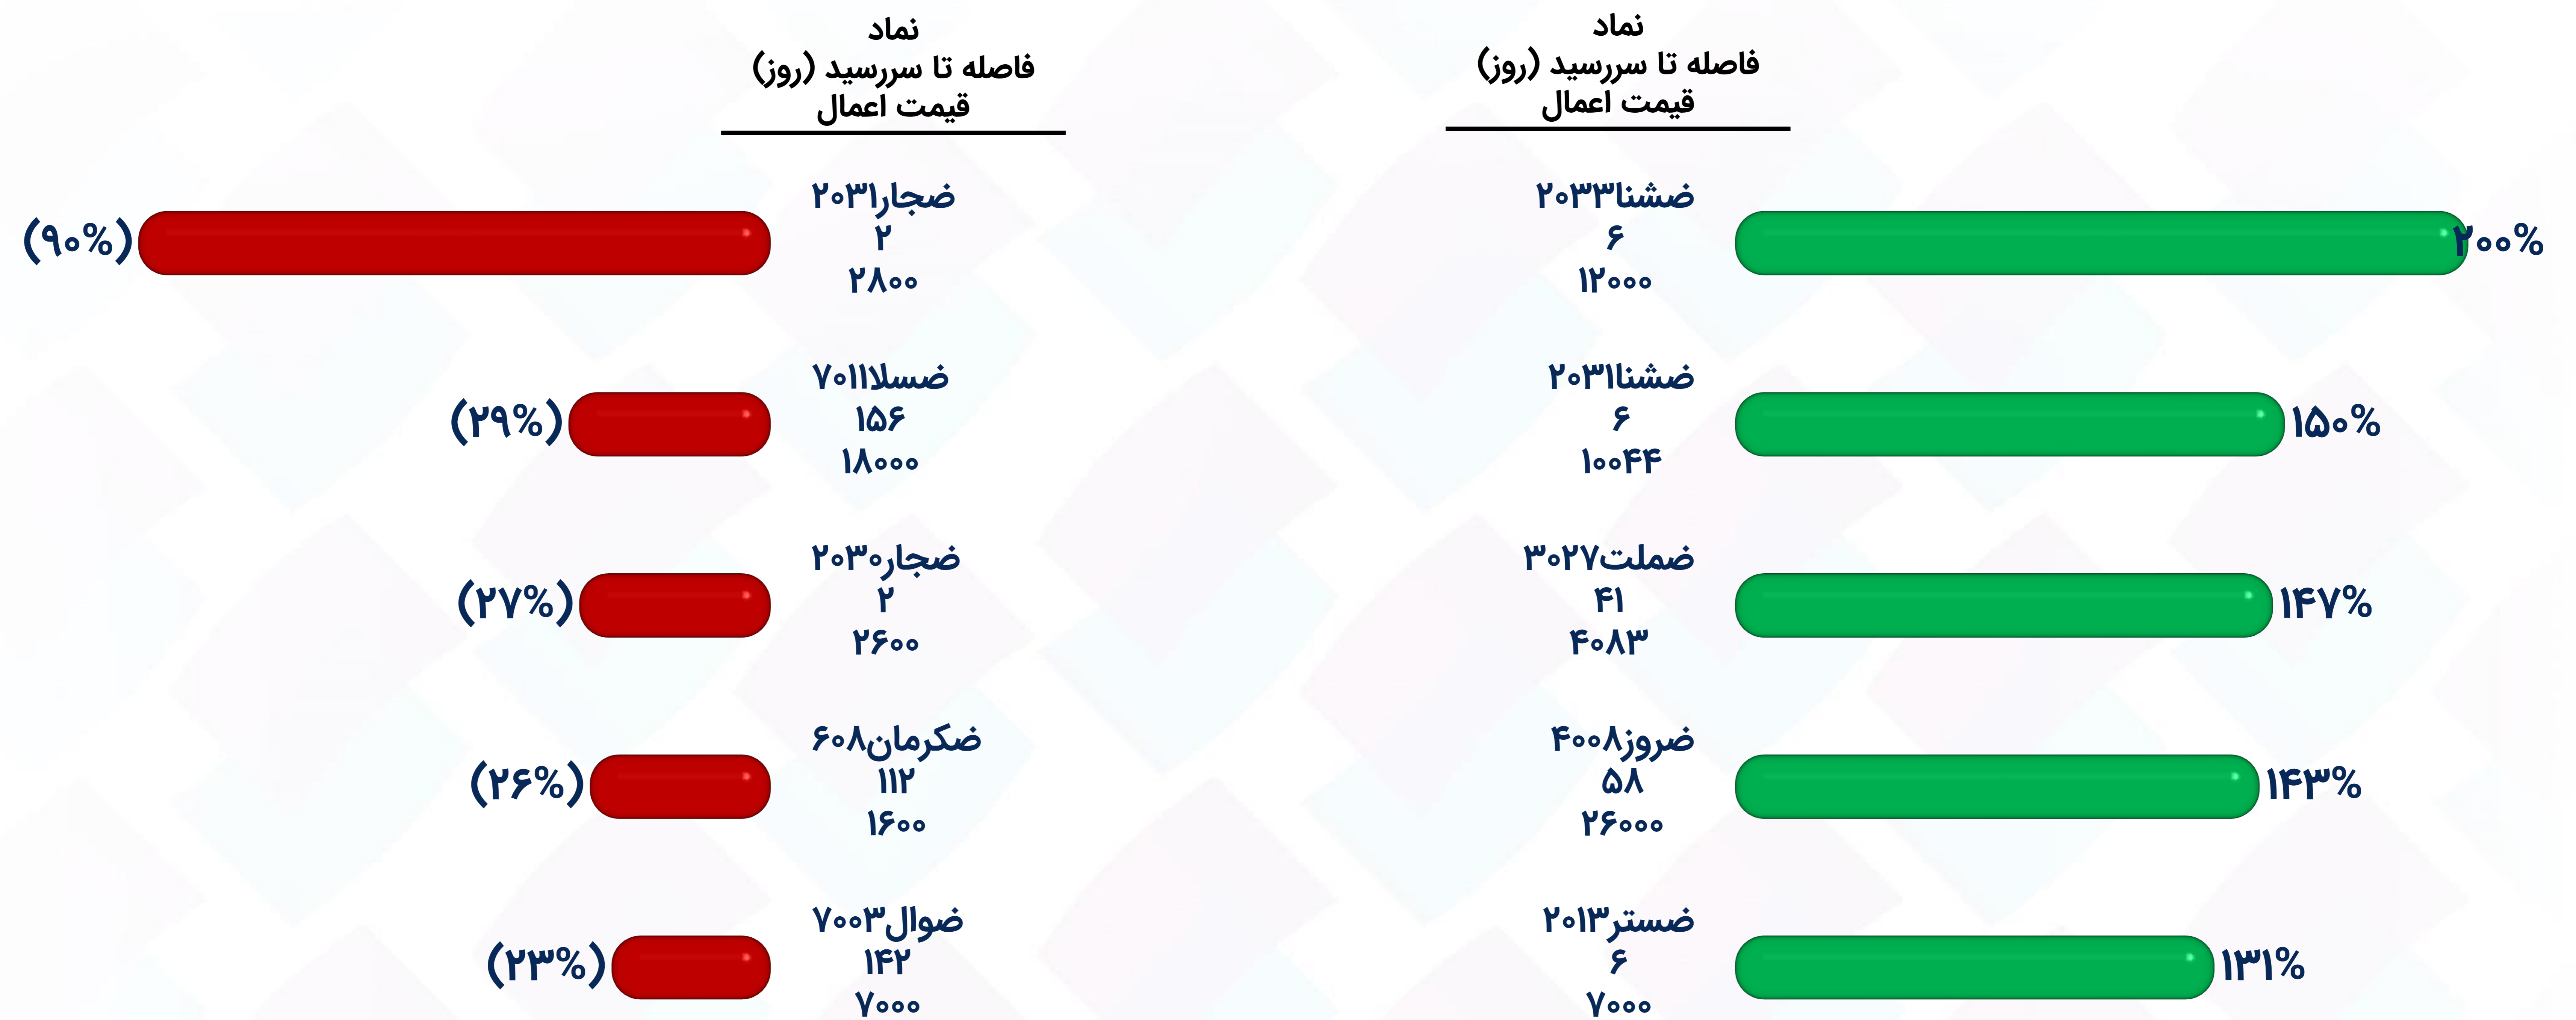 نماد
فاصله تا سررسید (روز)
قیمت اعمال
ضشنا۲۰۳۳
۶
۱۲۰۰۰
۲۰۰%
ضشنا۲۰۳۱
۶
۱۰۰۴۴
۱۵۰%
ضملت۳۰۲۷
۴۱
۴۰۸۳
۱۴۷%
ضروز۴۰۰۸
۵۸
۲۶۰۰۰
۱۴۳%
ضستر۲۰۱۳
۶
۷۰۰۰
۱۳۱%
نماد
فاصله تا سررسید (روز)
قیمت اعمال
ضجار۲۰۳۱
۲
۲۸۰۰
(۹۰%)
ضسلا۷۰۱۱
۱۵۶
۱۸۰۰۰
(۲۹%)
ضجار۲۰۳۰
۲
۲۶۰۰
(۲۷%)
ضکرمان۶۰۸
۱۱۲
۱۶۰۰
(۲۶%)
ضوال۷۰۰۳
۱۴۲
۷۰۰۰
(۲۳%)